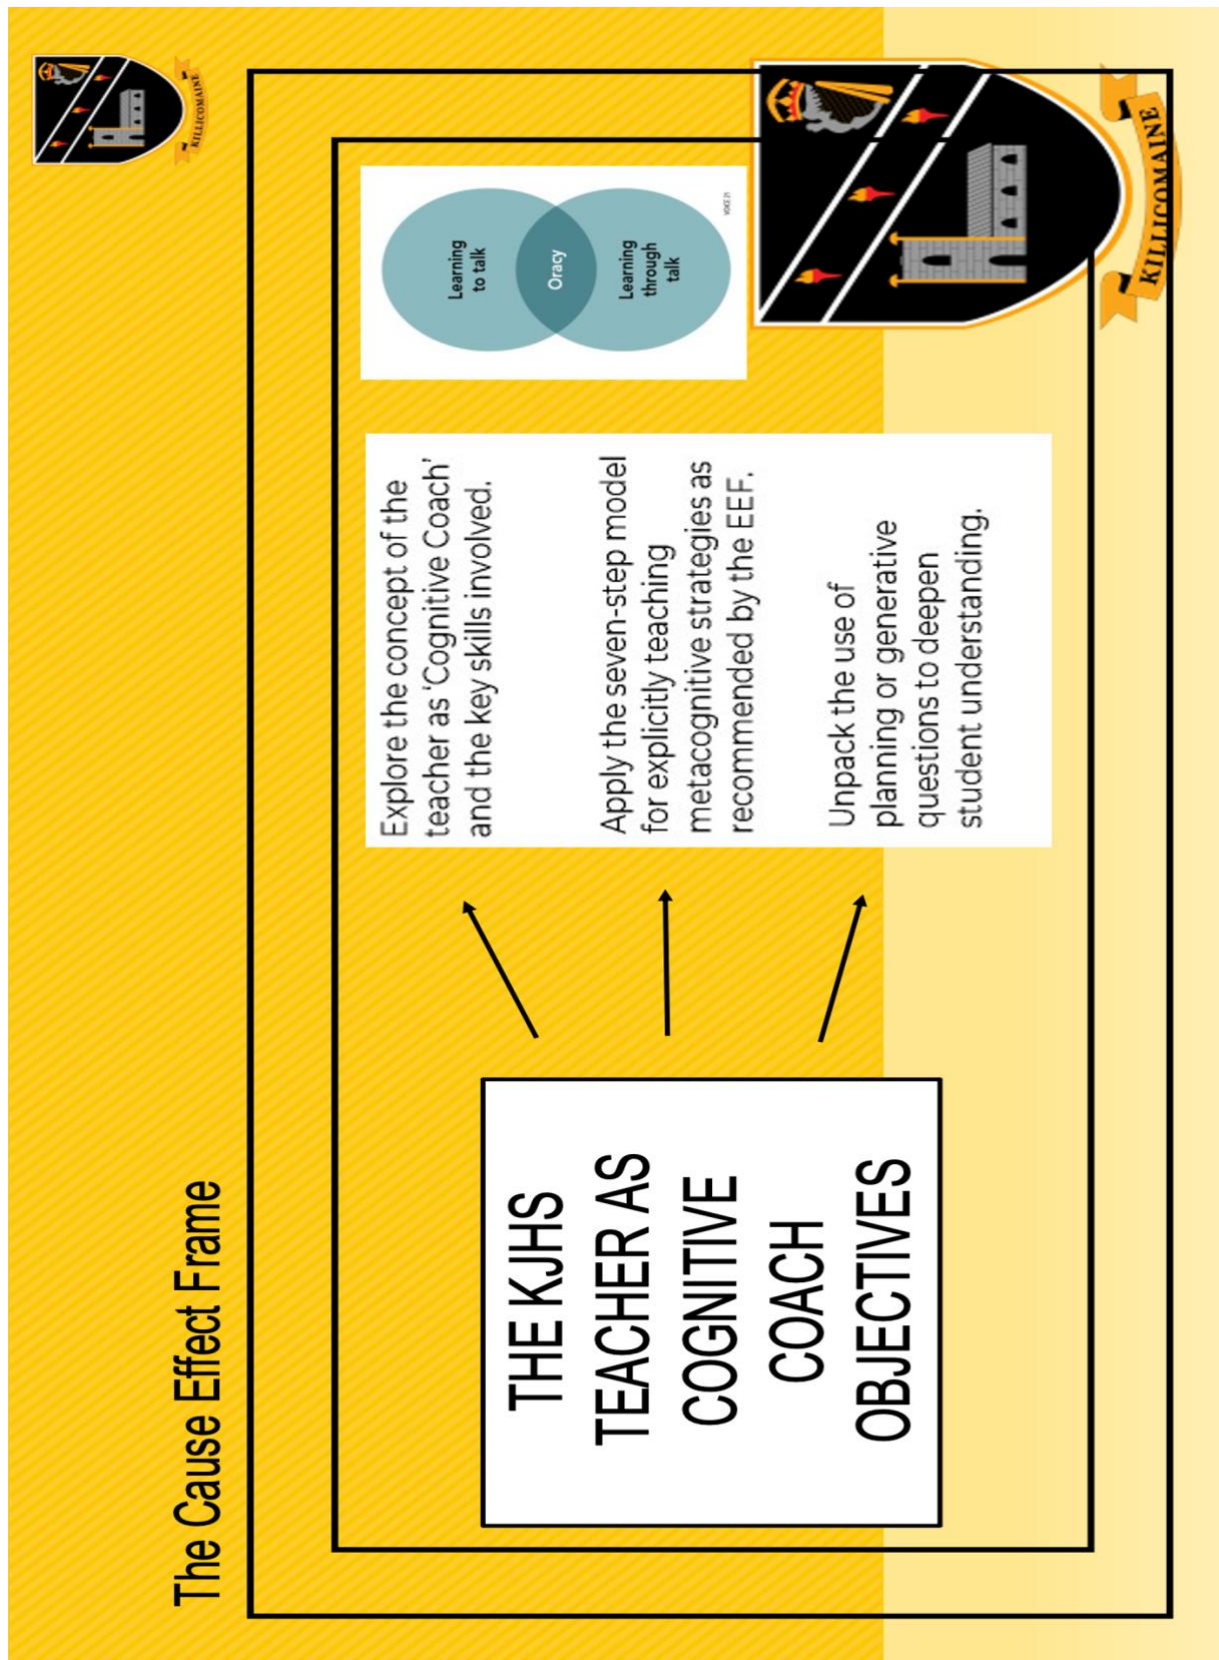 The Cause Effect Frame
KILLICOMAINE
THE KJHS
TEACHER AS
COGNITIVE
COACH
OBJECTIVES
Explore the concept of the
teacher as ‘Cognitive Coach’
and the key skills involved.
Apply the seven-step model
for explicitly teaching
metacognitive strategies as
recommended by the EEF.
Unpack the use of
planning or generative
questions to deepen
student understanding.
Learning
to talk
Oracy
Learning
through
talk
VOICE 21
KILLICOMAINE